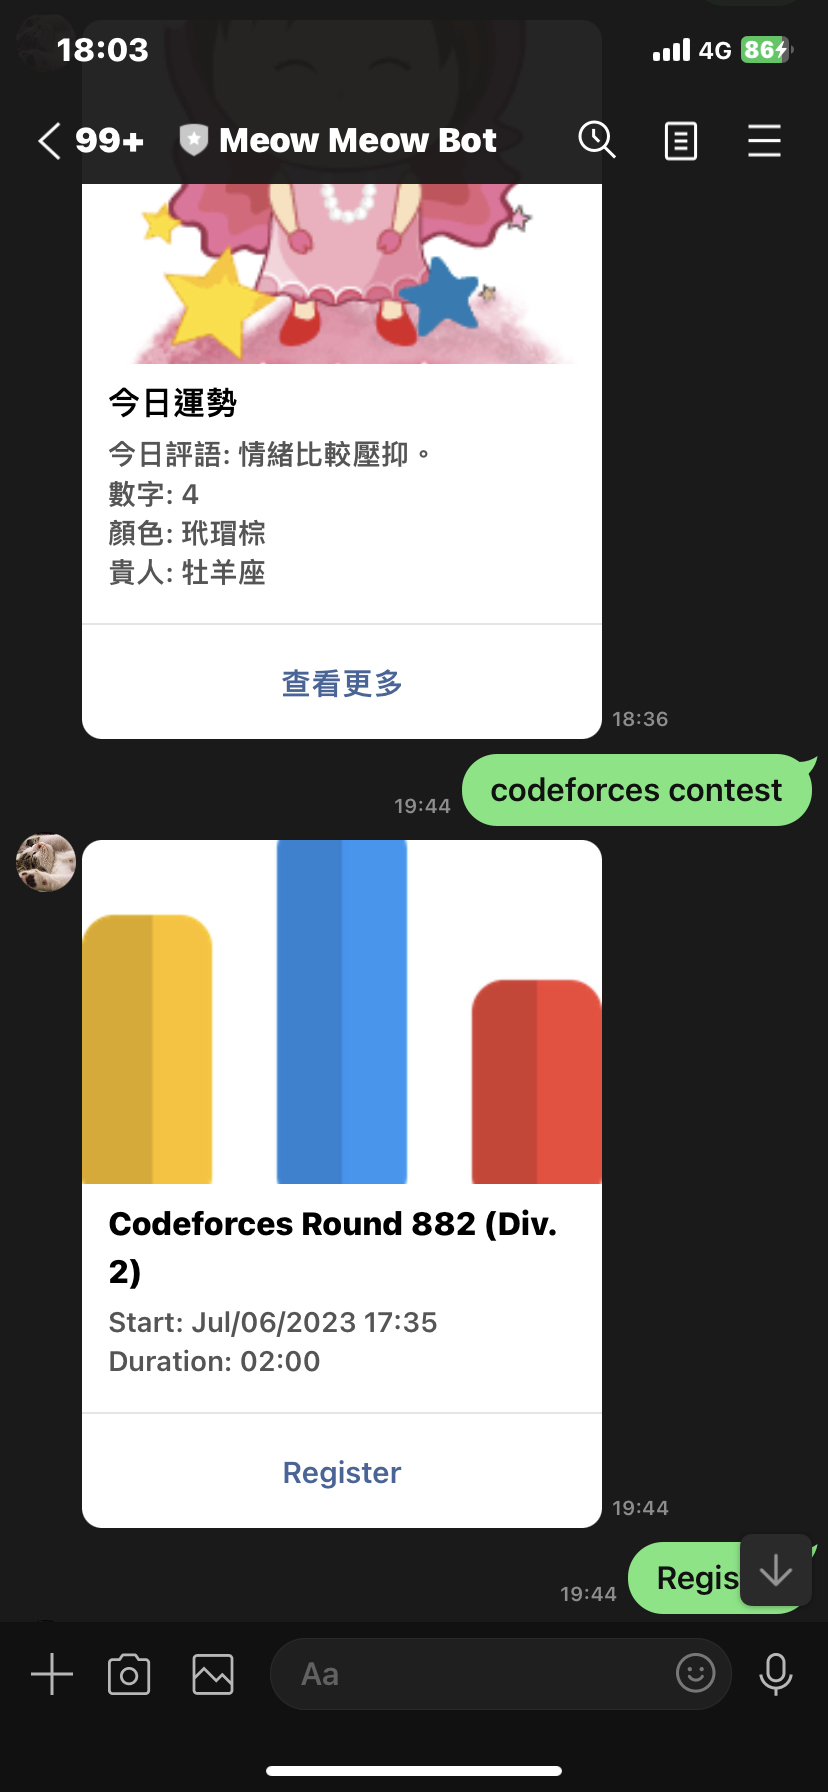 18:03
4G 86
99+ Meow Meow Bot
今日運勢
今日評語: 情緒比較壓抑。
數字: 4
顏色: 玳瑁棕
貴人: 牡羊座
查看更多
18:36
codeforces contest
19:44
Codeforces Round 882 (Div.
2)
Start: Jul/06/2023 17:35
Duration: 02:00
Register
19:44
Regis
19:44
Aa